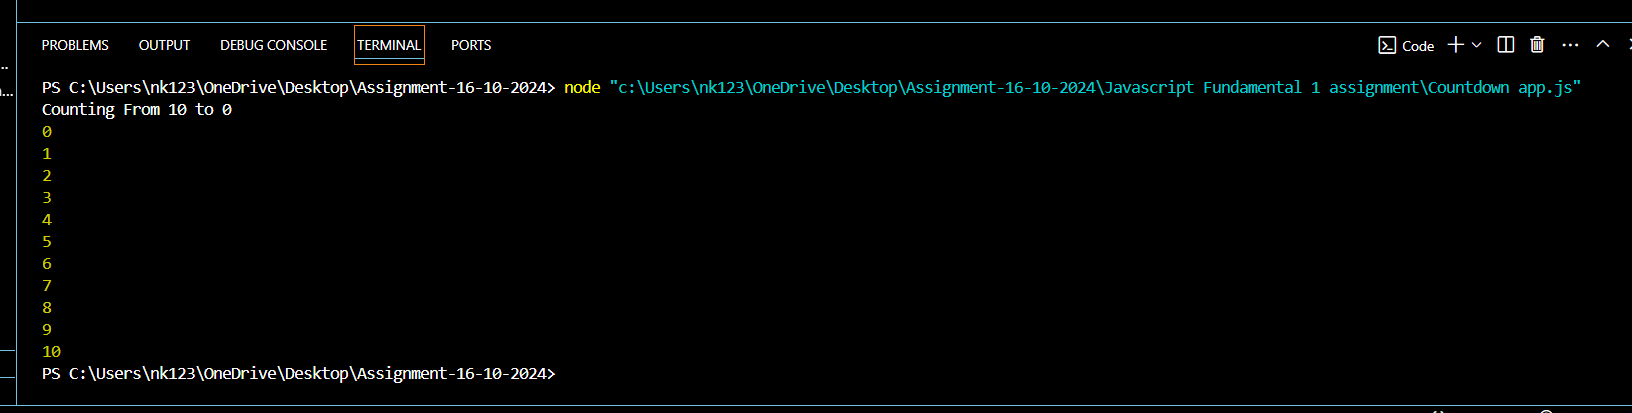 PROBLEMS OUTPUT DEBUG CONSOLE TERMINAL PORTS Code
PS C:\Users\nk123\OneDrive\Desktop\Assignment-16-10-2024> node "c:\Users\nk123\OneDrive\Desktop\Assignment-16-10-2024\Javascript Fundamental 1 assignment\Countdown app.js"
Counting From 10 to 0
0
1
2
3
4
5
6
7
8
9
10
PS C:\Users\nk123\OneDrive\Desktop\Assignment-16-10-2024>